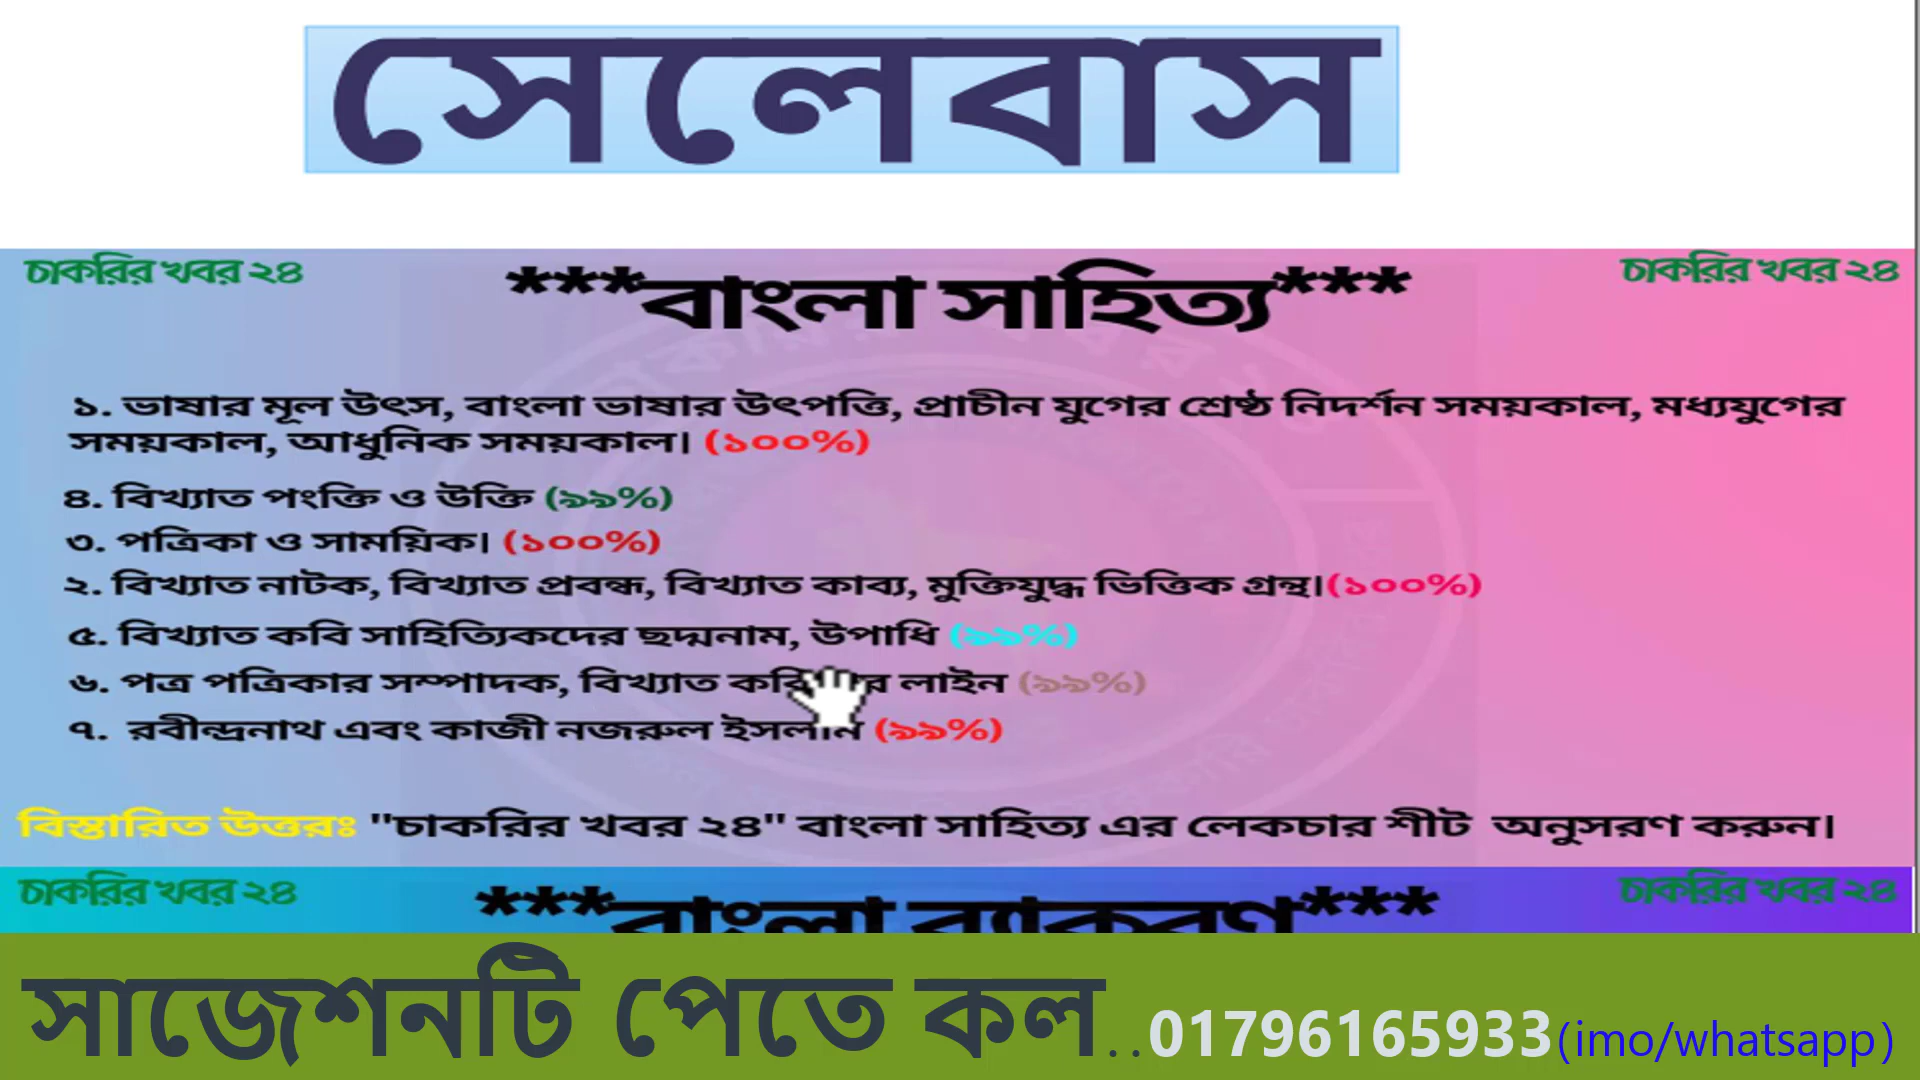 সেলেবাস
চাকরির খবর ২৪
***বাংলা সাহিত্য***
চাকরির খবর ২৪
১. ভাষার মূল উৎস, বাংলা ভাষার উৎপত্তি, প্রাচীন যুগের শ্রেষ্ঠ নিদর্শন সময়কাল, মধ্যযুগের
সময়কাল, আধুনিক সময়কাল। (১০০%)
৪. বিখ্যাত পংক্তি ও উক্তি (৯৯%)
৩. পত্রিকা ও সাময়িক। (১০০%)
২. বিখ্যাত নাটক, বিখ্যাত প্রবন্ধ, বিখ্যাত কাব্য, মুক্তিযুদ্ধ ভিত্তিক গ্রন্থ।(১০০%)
৫. বিখ্যাত কবি সাহিত্যিকদের ছদ্মনাম, উপাধি (৯৯%)
৬. পত্র পত্রিকার সম্পাদক, বিখ্যাত লাইন (৯৯%)
৭. রবীন্দ্রনাথ এবং কাজী নজরুল ইসলাম (৯৯%)
বিস্তারিত উত্তরঃ "চাকরির খবর ২৪" বাংলা সাহিত্য এর লেকচার শীট অনুসরণ করুন।
চাকরির খবর ২৪
***বাংলা ব্যাকরণ***
চাকরির খবর ২৪
সাজেশনটি পেতে কল..01796165933(imo/whatsapp)